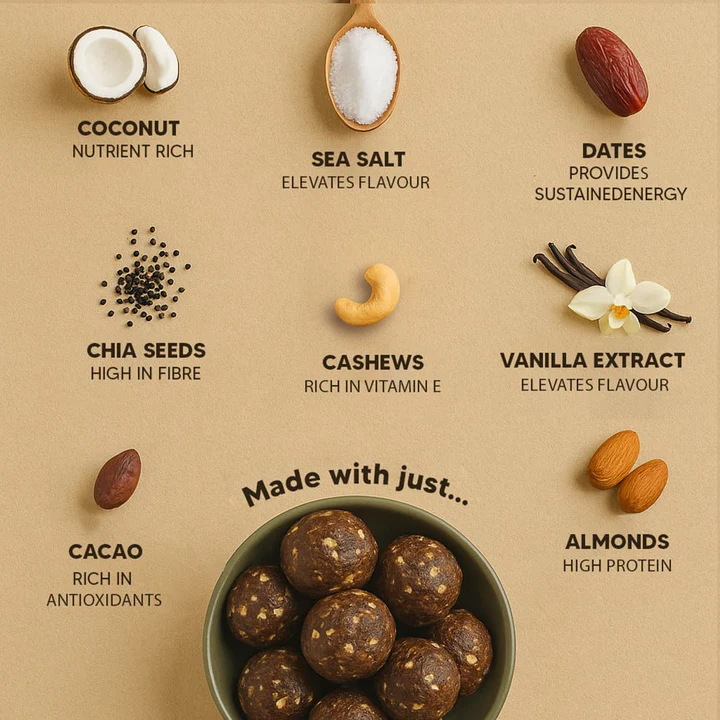 COCONUT
NUTRIENT RICH
SEA SALT
ELEVATES FLAVOUR
DATES
PROVIDES
SUSTAINEDENERGY
CHIA SEEDS
HIGH IN FIBRE
CASHEWS
RICH IN VITAMIN E
VANILLA EXTRACT
ELEVATES FLAVOUR
Made with just...
CACAO
RICH IN
ANTIOXIDANTS
ALMONDS
HIGH PROTEIN